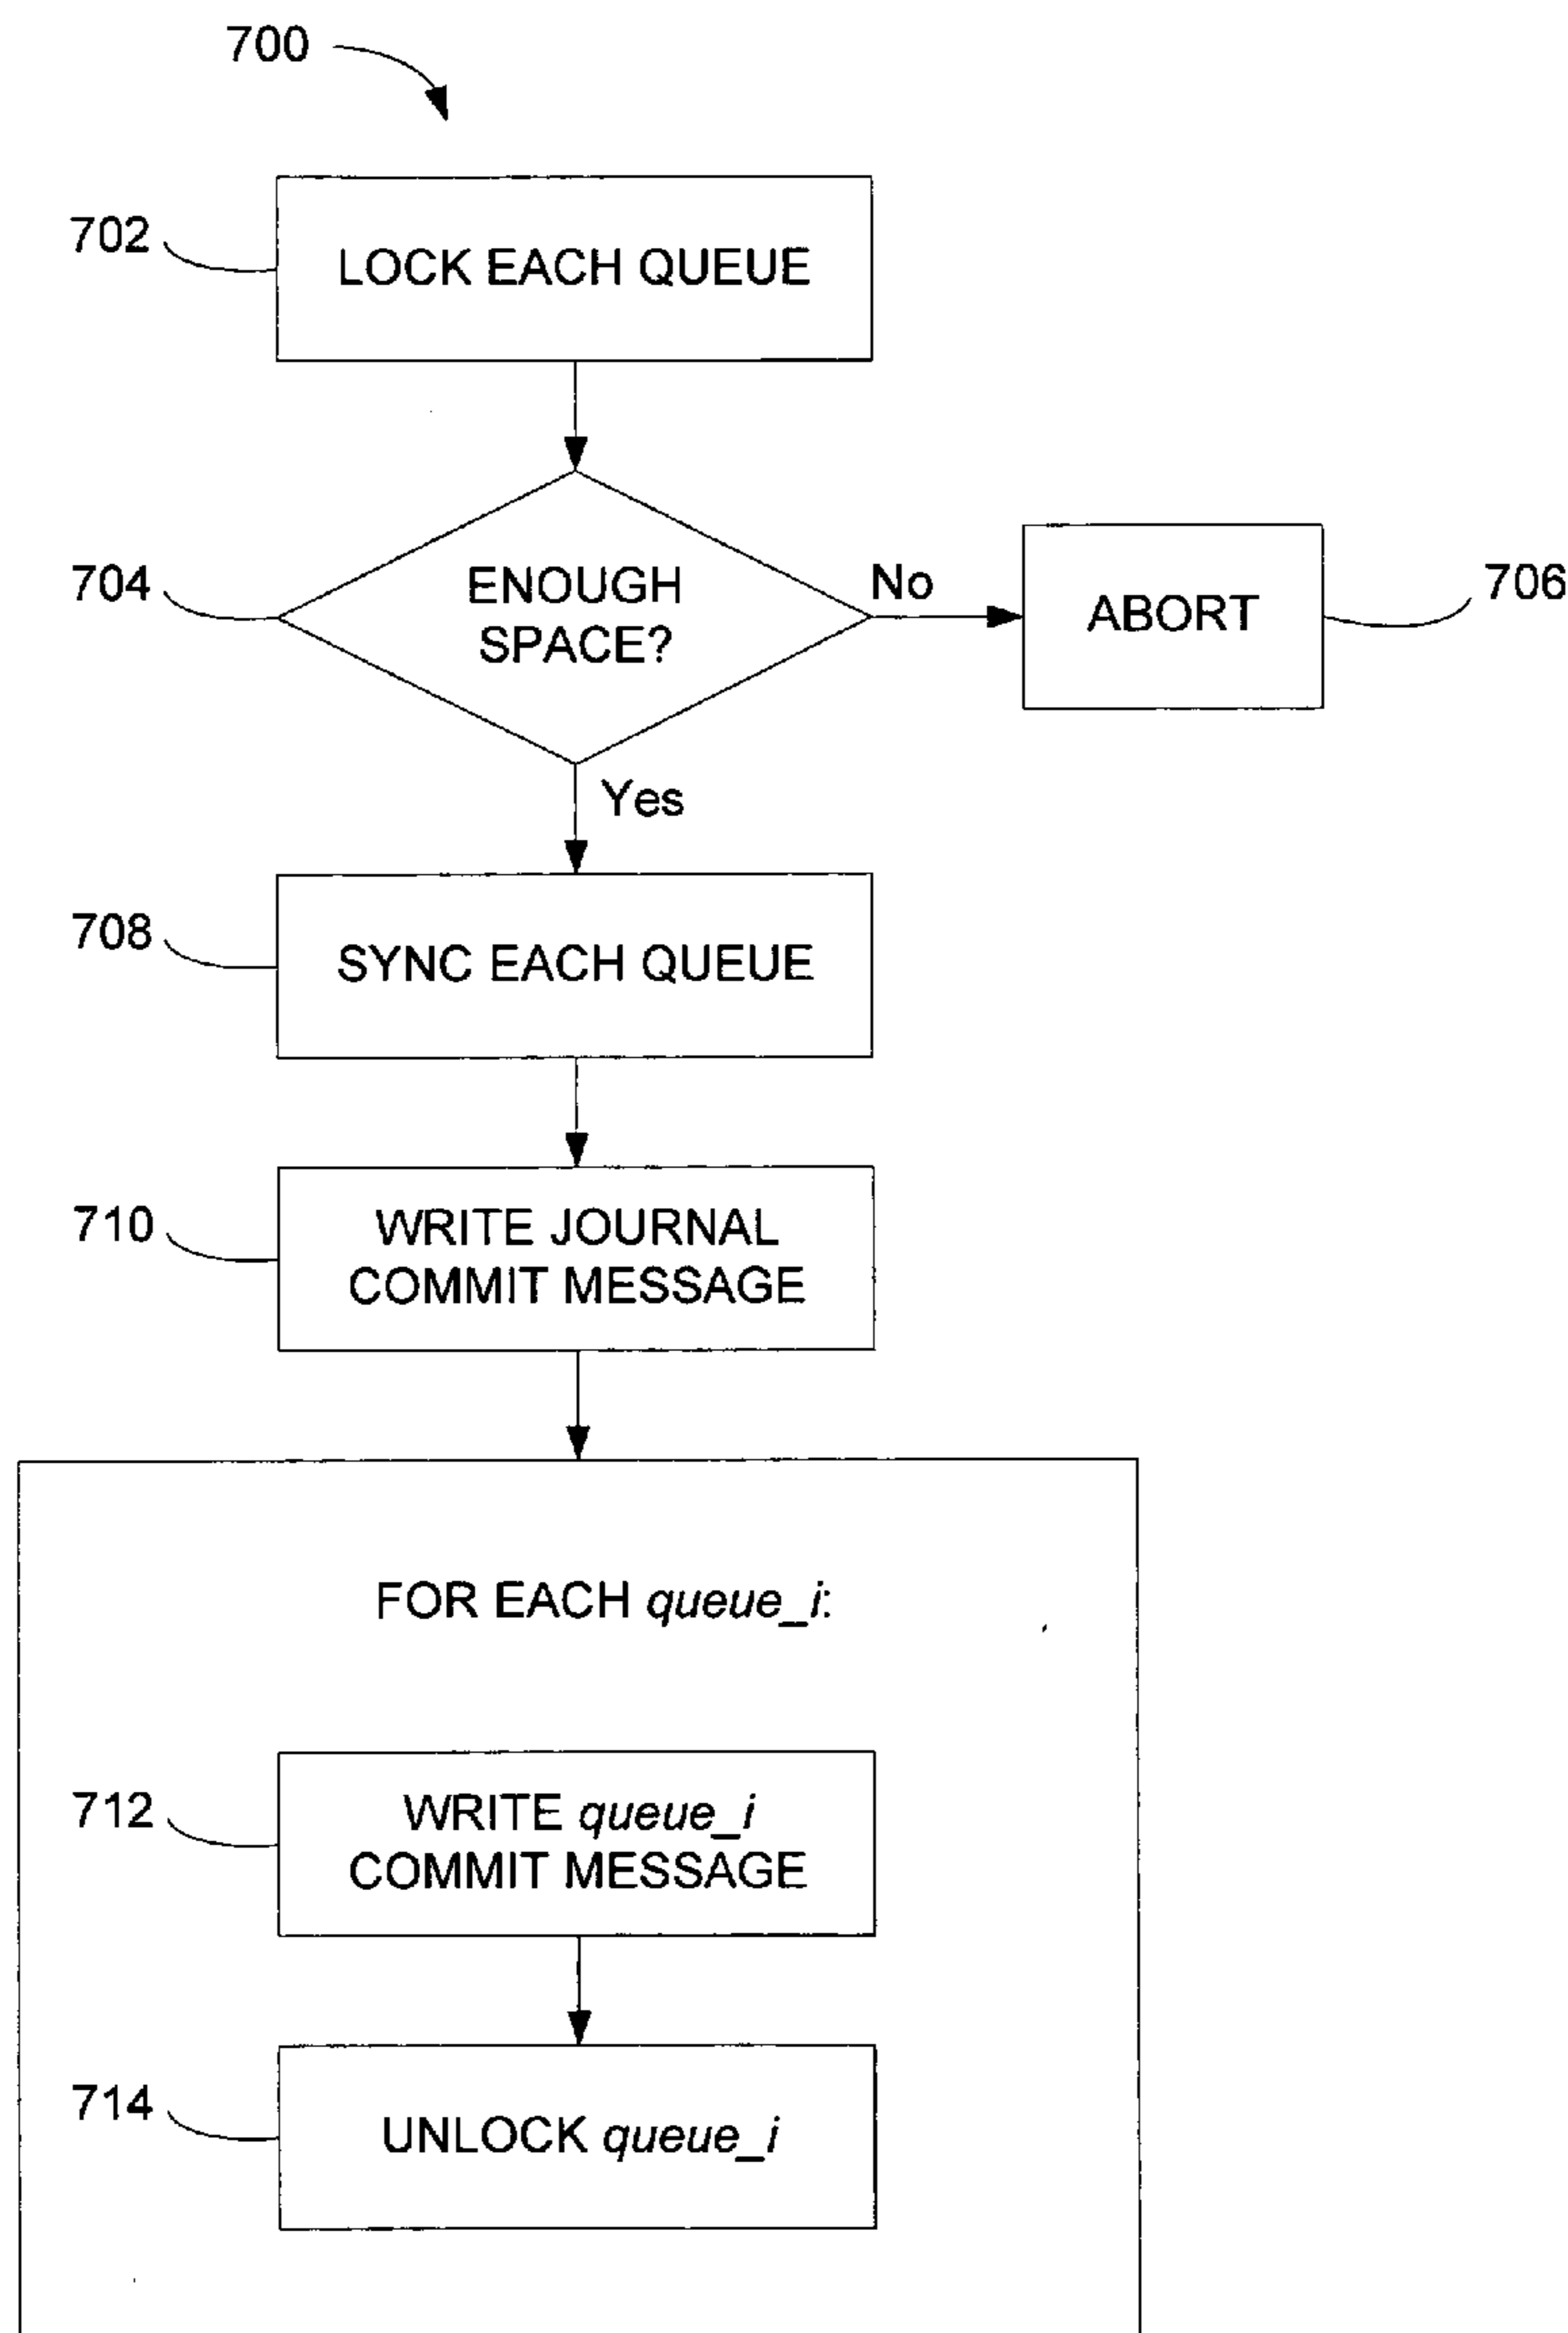 700
702
LOCK EACH QUEUE
704
ENOUGH
SPACE?
No
ABORT
706
Yes
708
SYNC EACH QUEUE
710
WRITE JOURNAL
COMMIT MESSAGE
FOR EACH queue_i:
712
WRITE queue_i
COMMIT MESSAGE
714
UNLOCK queue_i